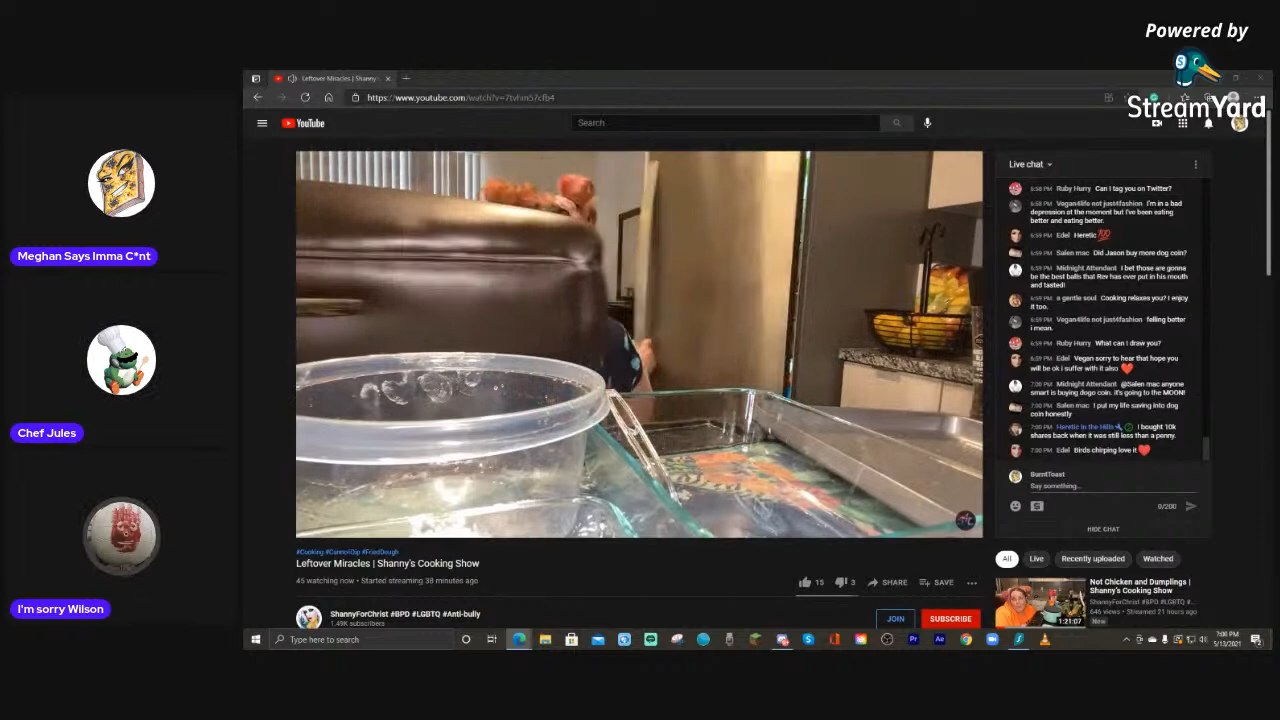 Powered by
StreamYard
Leftover Miracles | Shanny's
https://www.youtube.com/watch?v=7tvhm57cfb4
YouTube
Search
Live chat
6:58 PM Ruby Hurry Can I tag you on Twitter?
6:58 PM Vegan4life not just4fashion I'm in a bad
depression at the moment but I've been eating
better and eating better.
6:59 PM Edel Heretic 💯
6:59 PM Salen mac Did Jason buy more dog coin?
6:59 PM Midnight Attendant I bet those are gonna
be the best balls that Rev has ever put in his mouth
and tasted!
6:59 PM a gentle soul Cooking relaxes you? I enjoy
it too.
6:59 PM Vegan4life not just4fashion felling better
i mean.
6:59 PM Ruby Hurry What can I draw you?
6:59 PM Edel Vegan sorry to hear that hope you
will be ok i suffer with it also ❤️
7:00 PM Midnight Attendant @Salen mac anyone
smart is buying dogo coin. it's going to the MOON!
7:00 PM Salen mac I put my life saving into dog
coin honestly
7:00 PM Heretic in the Hills I bought 10k
shares back when it was still less than a penny.
7:00 PM Edel Birds chirping love it ❤️
BurntToast
Say something...
0/200
HIDE CHAT
Meghan Says Imma C*nt
Chef Jules
I'm sorry Wilson
#Cooking #CannoliDip #FriedDough
Leftover Miracles | Shanny's Cooking Show
45 watching now • Started streaming 38 minutes ago
15
3
SHARE
SAVE
ShannyForChrist #BPD #LGBTQ #Anti-bully
1.49K subscribers
JOIN
SUBSCRIBE
All
Live
Recently uploaded
Watched
Not Chicken and Dumplings |
Shanny's Cooking Show
ShannyForChrist #BPD #LGBTQ #...
646 views • Streamed 21 hours ago
New
1:21:07
Type here to search
7:00 PM
5/13/2021